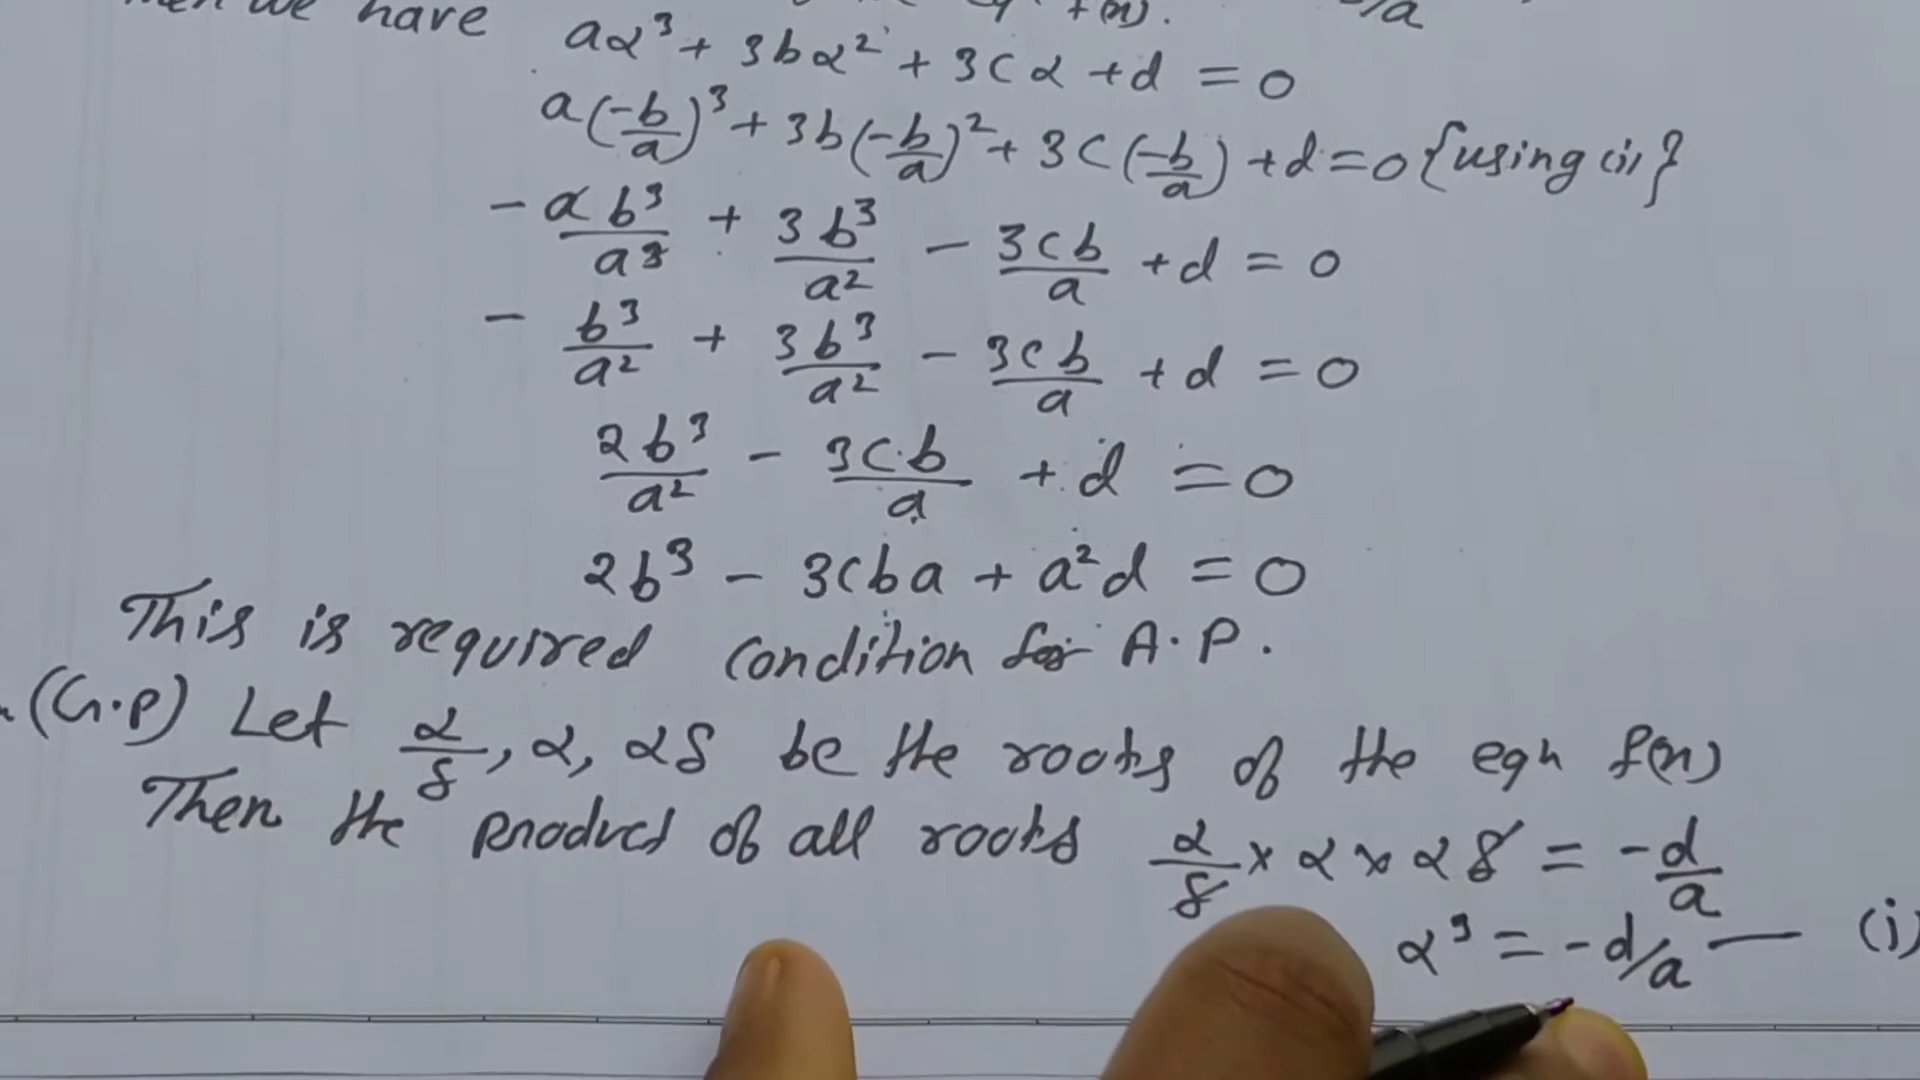 we have
aα³ + 3bα² + 3cα + d = 0
a(-b/a)³ + 3b(-b/a)² + 3c(-b/a) + d = 0 {using (i)}
- ab³/a³ + 3b³/a² - 3cb/a + d = 0
- b³/a² + 3b³/a² - 3cb/a + d = 0
2b³/a² - 3c.b/a + d = 0
2b³ - 3cba + a²d = 0
This is required condition for A.P.
(G.P) Let α/δ, α, αδ be the roots of the eqn f(n)
Then the product of all roots α/δ × α × αδ = -d/a
α³ = -d/a — (i)